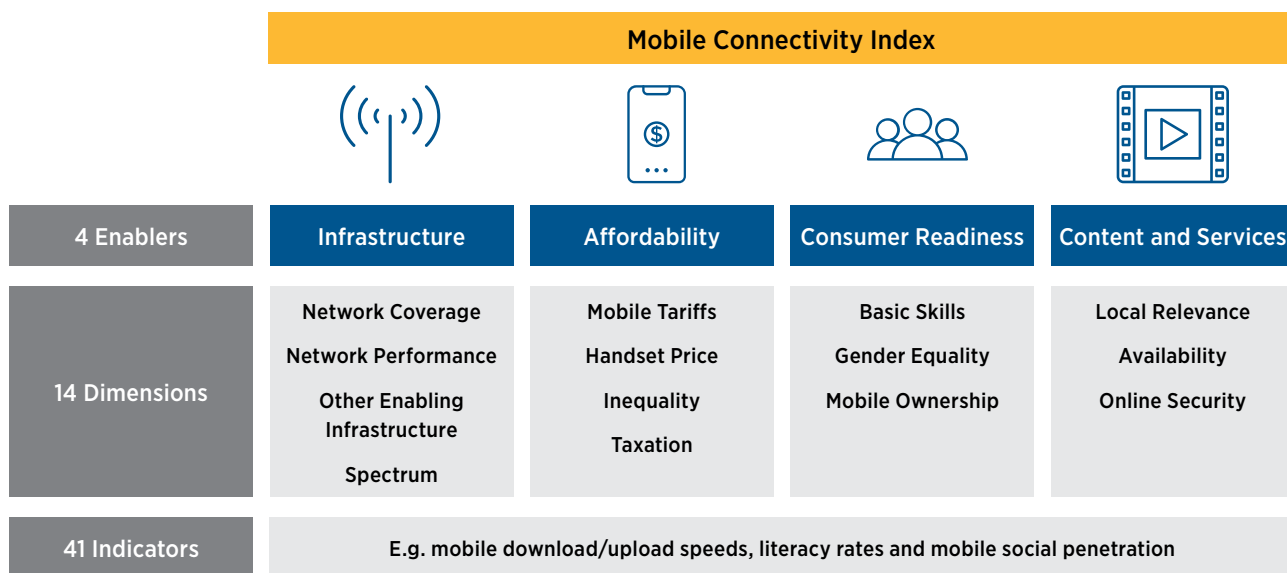 Mobile Connectivity Index
$
4 Enablers
Infrastructure
Affordability
Consumer Readiness
Content and Services
14 Dimensions
Network Coverage
Network Performance
Other Enabling
Infrastructure
Spectrum
Mobile Tariffs
Handset Price
Inequality
Taxation
Basic Skills
Gender Equality
Mobile Ownership
Local Relevance
Availability
Online Security
41 Indicators
E.g. mobile download/upload speeds, literacy rates and mobile social penetration